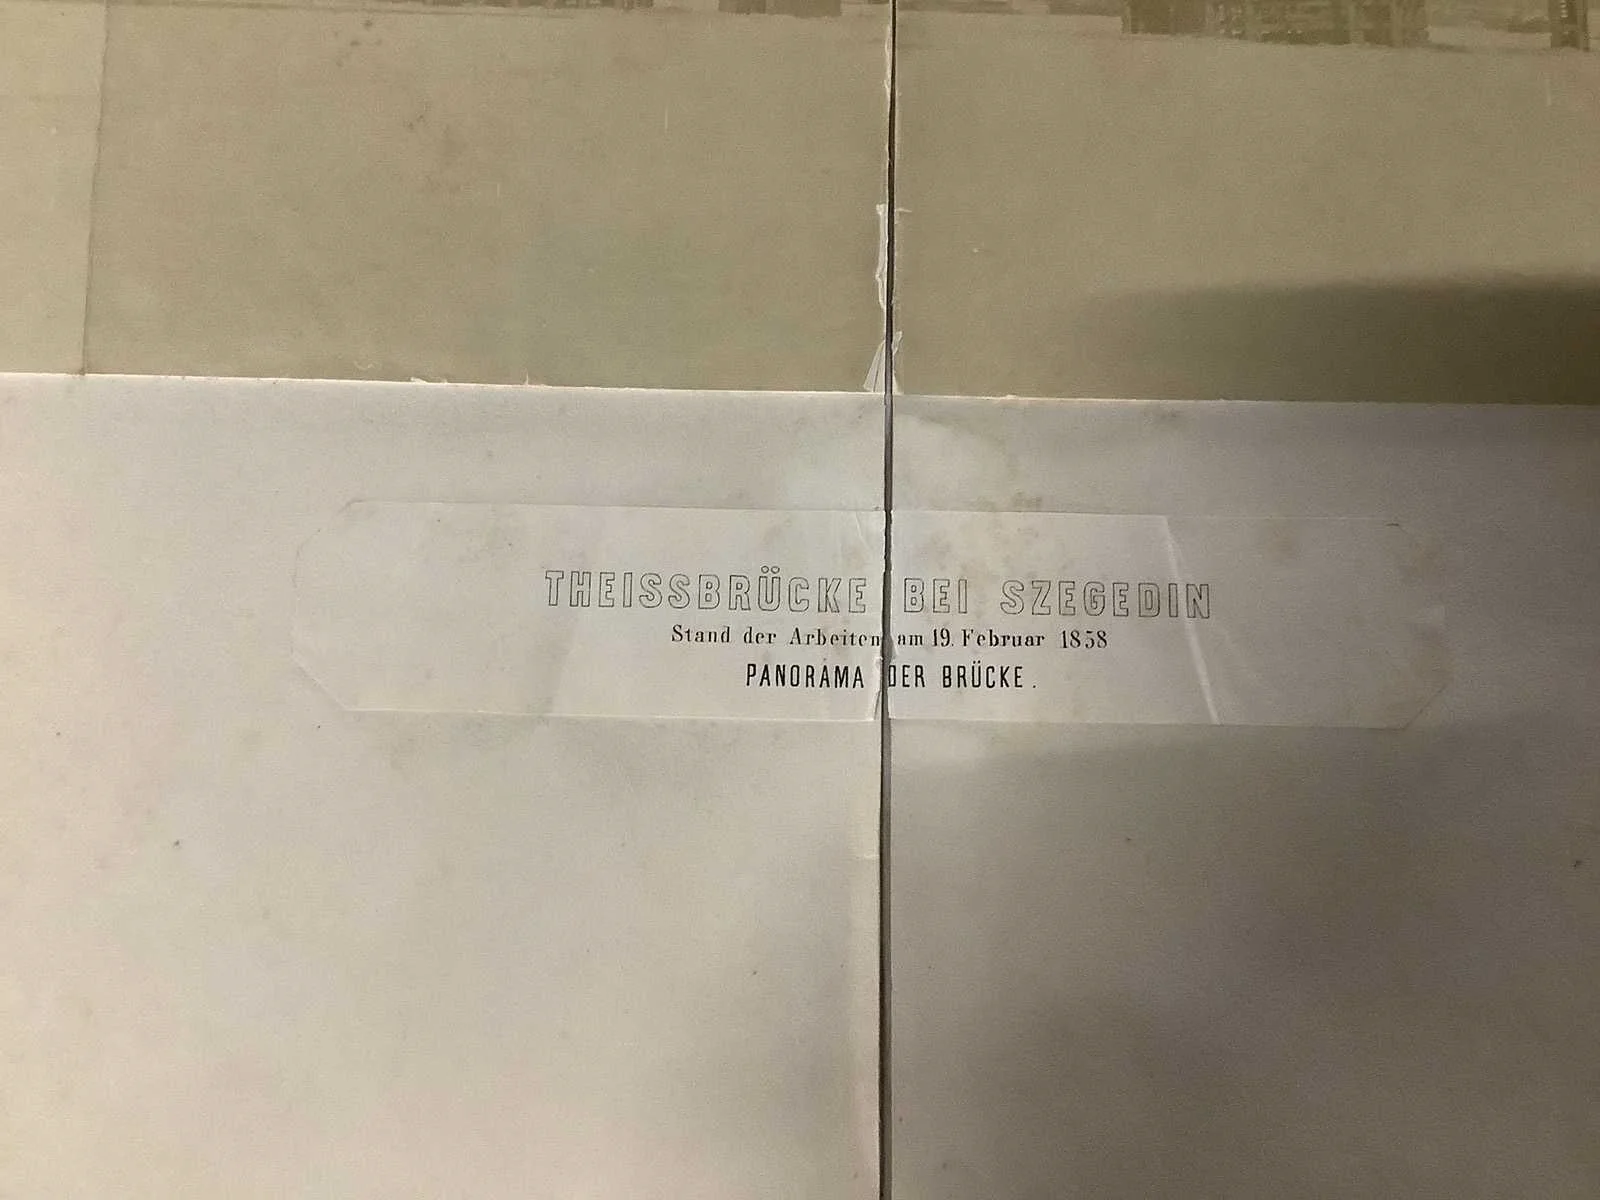 THEISSBRÜCKE BEI SZEGEDIN
Stand der Arbeiten am 19. Februar 1858
PANORAMA DER BRÜCKE.